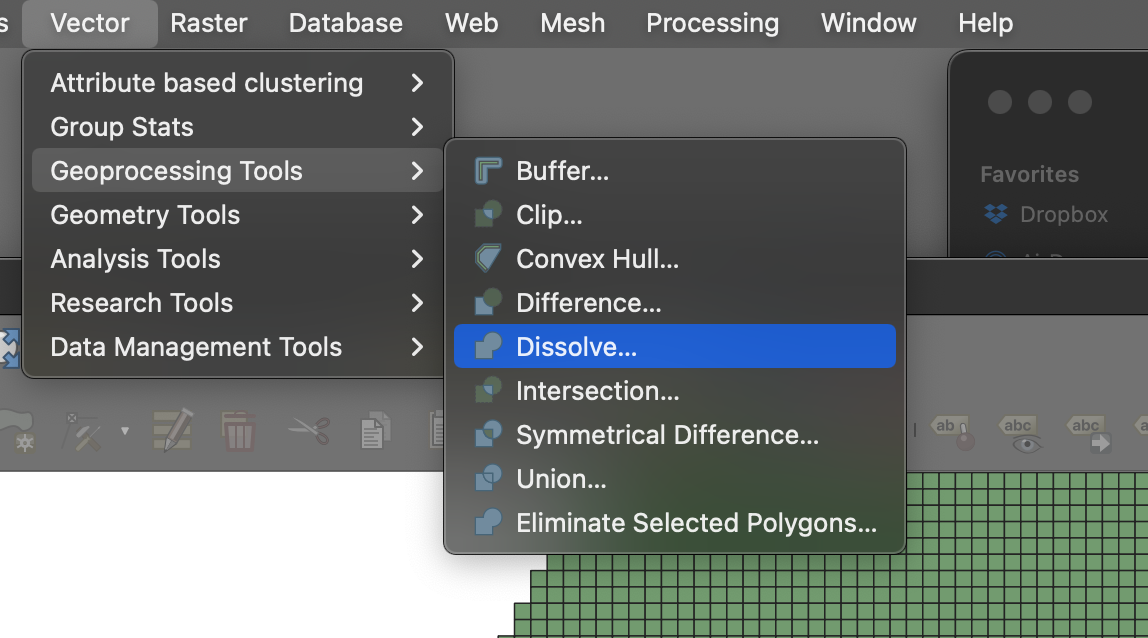 s Vector Raster Database Web Mesh Processing Window Help
Attribute based clustering
Group Stats
Geoprocessing Tools
Geometry Tools
Analysis Tools
Research Tools
Data Management Tools
Buffer...
Clip...
Convex Hull...
Difference...
Dissolve...
Intersection...
Symmetrical Difference...
Union...
Eliminate Selected Polygons...
Favorites
Dropbox
ab abc abc a